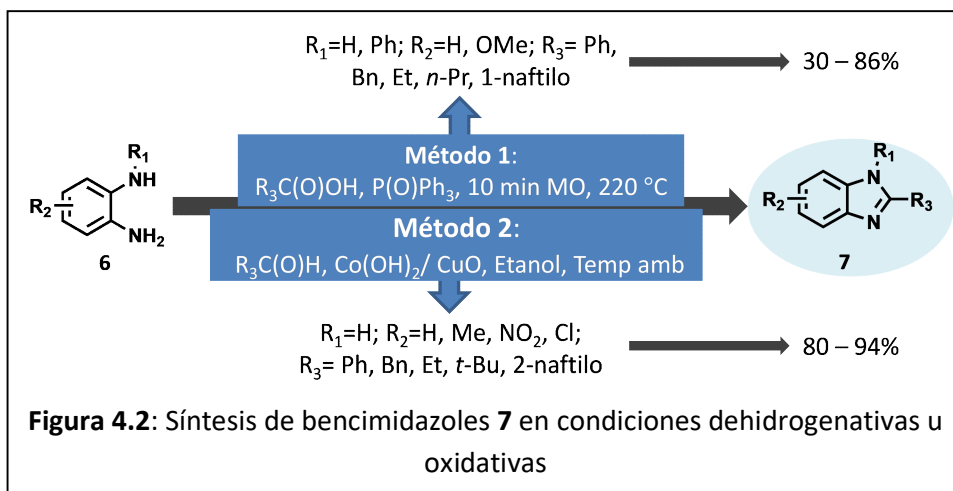 R₁=H, Ph; R₂=H, OMe; R₃= Ph,
Bn, Et, n-Pr, 1-naftilo
30 – 86%
Método 1:
R₃C(O)OH, P(O)Ph₃, 10 min MO, 220 °C
R₁
NH
R₂
NH₂
6
Método 2:
R₃C(O)H, Co(OH)₂/ CuO, Etanol, Temp amb
R₁
N
R₂
R₃
N
7
R₁=H; R₂=H, Me, NO₂, Cl;
R₃= Ph, Bn, Et, t-Bu, 2-naftilo
80 – 94%
Figura 4.2: Síntesis de bencimidazoles 7 en condiciones dehidrogenativas u
oxidativas